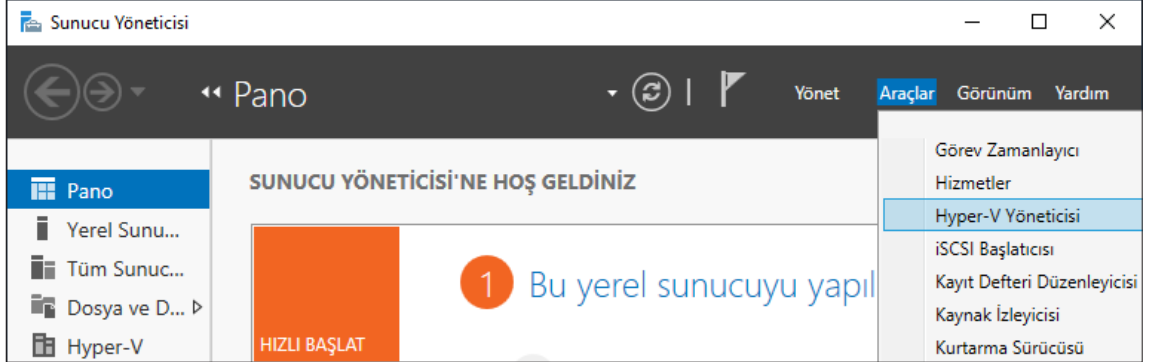 Sunucu Yöneticisi
Pano
Yönet Araçlar Görünüm Yardım
Görev Zamanlayıcı
Hizmetler
Hyper-V Yöneticisi
iSCSI Başlatıcısı
Kayıt Defteri Düzenleyicisi
Kaynak İzleyicisi
Kurtarma Sürücüsü
Pano
Yerel Sunu...
Tüm Sunuc...
Dosya ve D...
Hyper-V
SUNUCU YÖNETİCİSİ'NE HOŞ GELDİNİZ
HIZLI BAŞLAT
1 Bu yerel sunucuyu yapıl